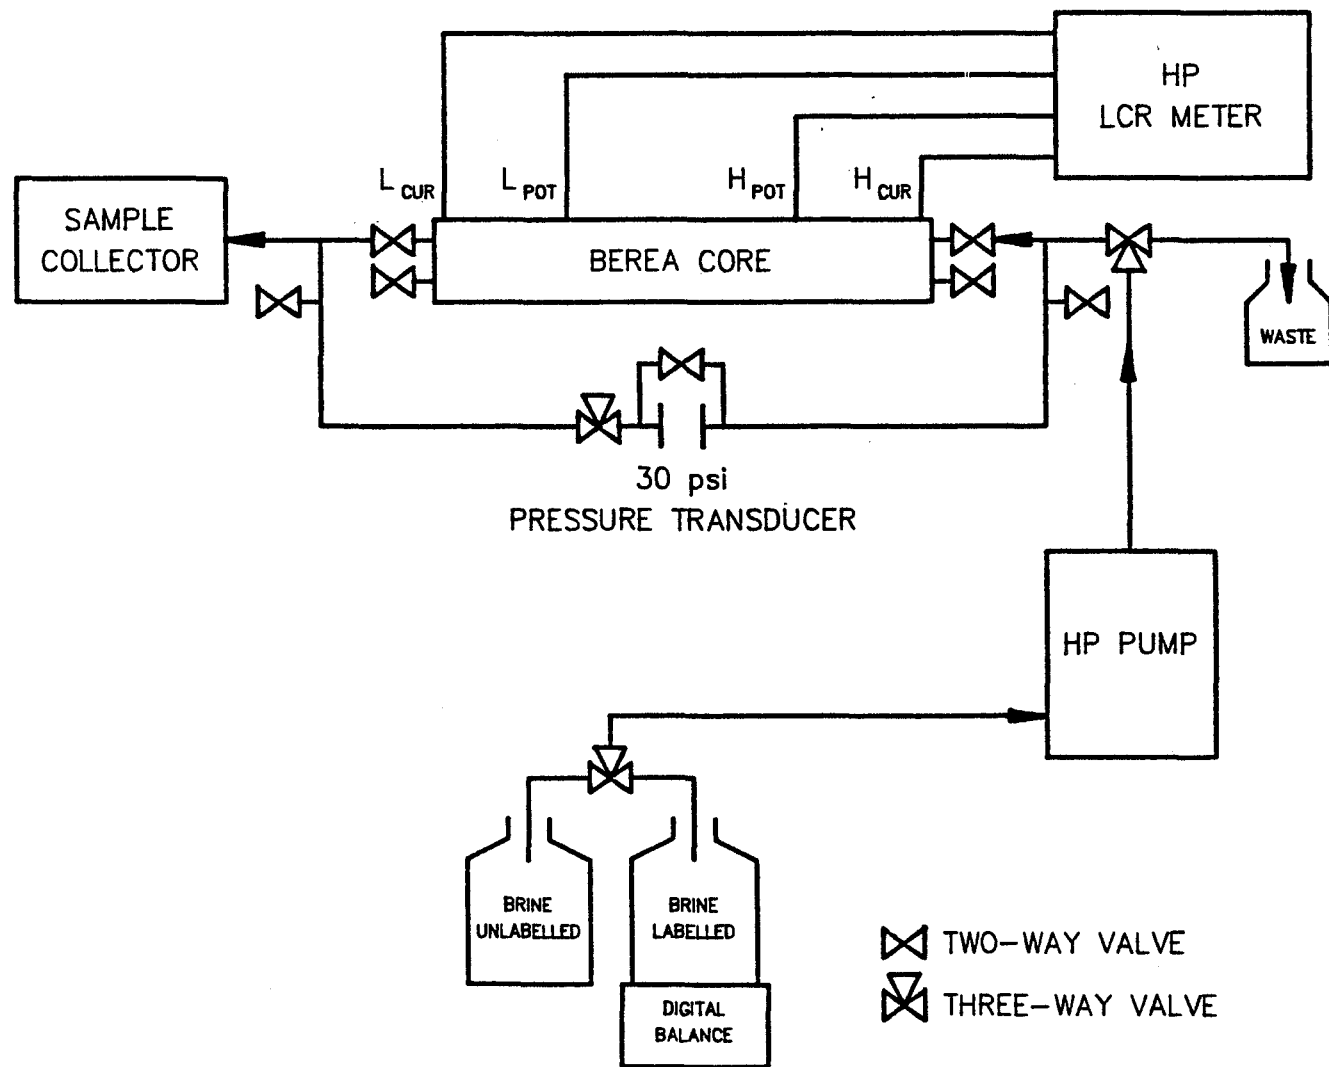 HP
LCR METER
L CUR
L POT
H POT
H CUR
SAMPLE
COLLECTOR
BEREA CORE
WASTE
30 psi
PRESSURE TRANSDUCER
HP PUMP
BRINE
UNLABELLED
BRINE
LABELLED
DIGITAL
BALANCE
TWO-WAY VALVE
THREE-WAY VALVE